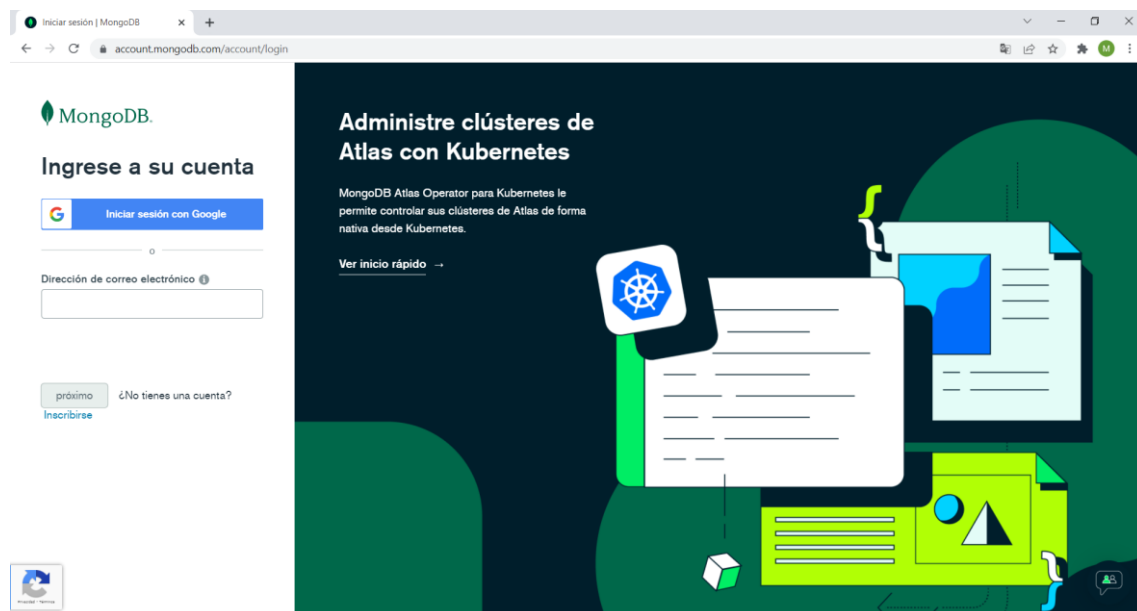 Iniciar sesión | MongoDB
account.mongodb.com/account/login
M
MongoDB.
Ingrese a su cuenta
Iniciar sesión con Google
o
Dirección de correo electrónico
próximo ¿No tienes una cuenta?
Inscribirse
Administre clústeres de
Atlas con Kubernetes
MongoDB Atlas Operator para Kubernetes le
permite controlar sus clústeres de Atlas de forma
nativa desde Kubernetes.
Ver inicio rápido →